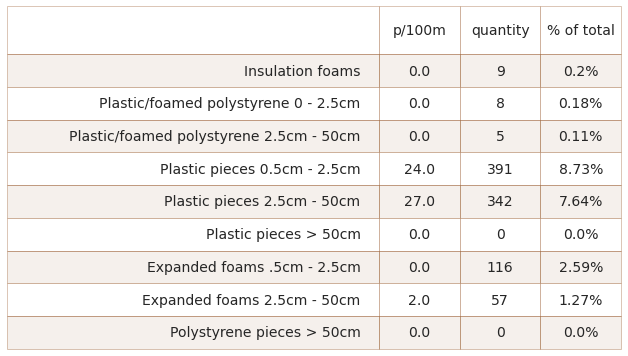 p/100m quantity % of total
Insulation foams 0.0 9 0.2%
Plastic/foamed polystyrene 0 - 2.5cm 0.0 8 0.18%
Plastic/foamed polystyrene 2.5cm - 50cm 0.0 5 0.11%
Plastic pieces 0.5cm - 2.5cm 24.0 391 8.73%
Plastic pieces 2.5cm - 50cm 27.0 342 7.64%
Plastic pieces > 50cm 0.0 0 0.0%
Expanded foams .5cm - 2.5cm 0.0 116 2.59%
Expanded foams 2.5cm - 50cm 2.0 57 1.27%
Polystyrene pieces > 50cm 0.0 0 0.0%